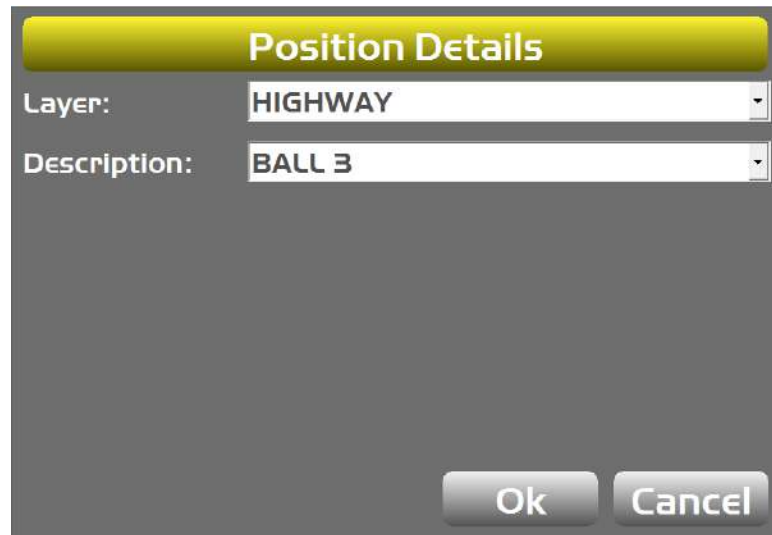 Position Details
Layer: HIGHWAY
Description: BALL 3
Ok Cancel